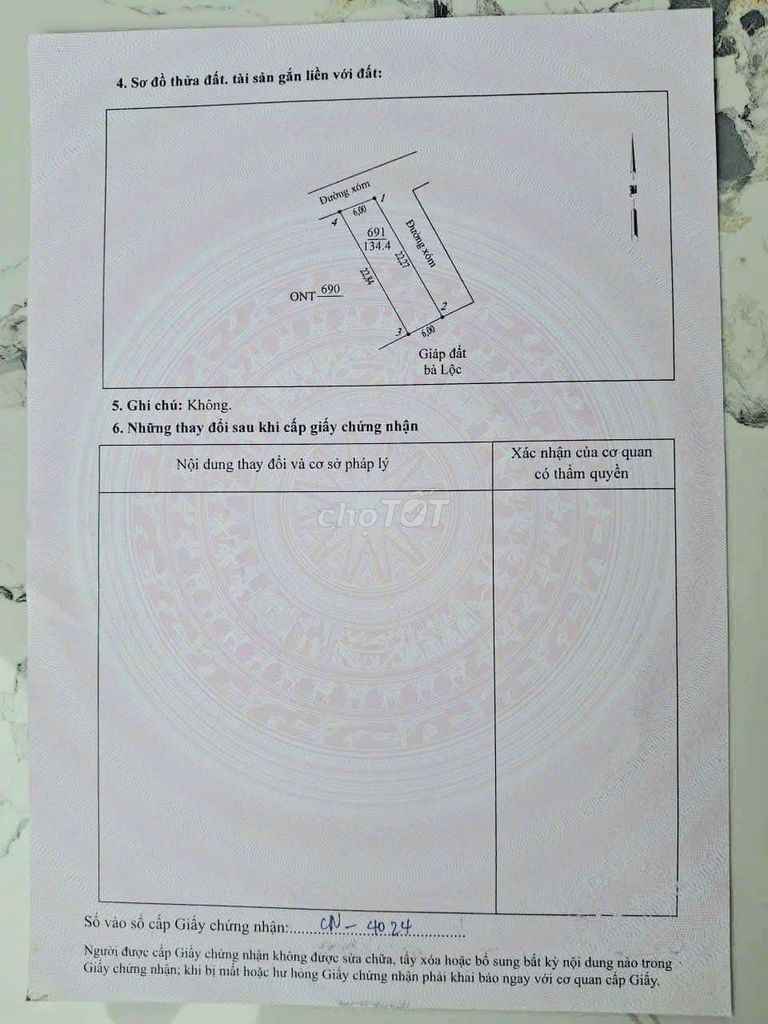 4. Sơ đồ thửa đất. tài sản gắn liền với đất:
Đường xóm
1
6,00
4
691
134.4
Đường xóm
22,27
22,84
ONT 690
2
3
6,00
Giáp đất
bà Lộc
5. Ghi chú: Không.
6. Những thay đổi sau khi cấp giấy chứng nhận
Nội dung thay đổi và cơ sở pháp lý
Xác nhận của cơ quan
có thẩm quyền
chợTỐT
Số vào sổ cấp Giấy chứng nhận: CN - 4024
Người được cấp Giấy chứng nhận không được sửa chữa, tẩy xóa hoặc bổ sung bất kỳ nội dung nào trong
Giấy chứng nhận; khi bị mất hoặc hư hỏng Giấy chứng nhận phải khai báo ngay với cơ quan cấp Giấy.